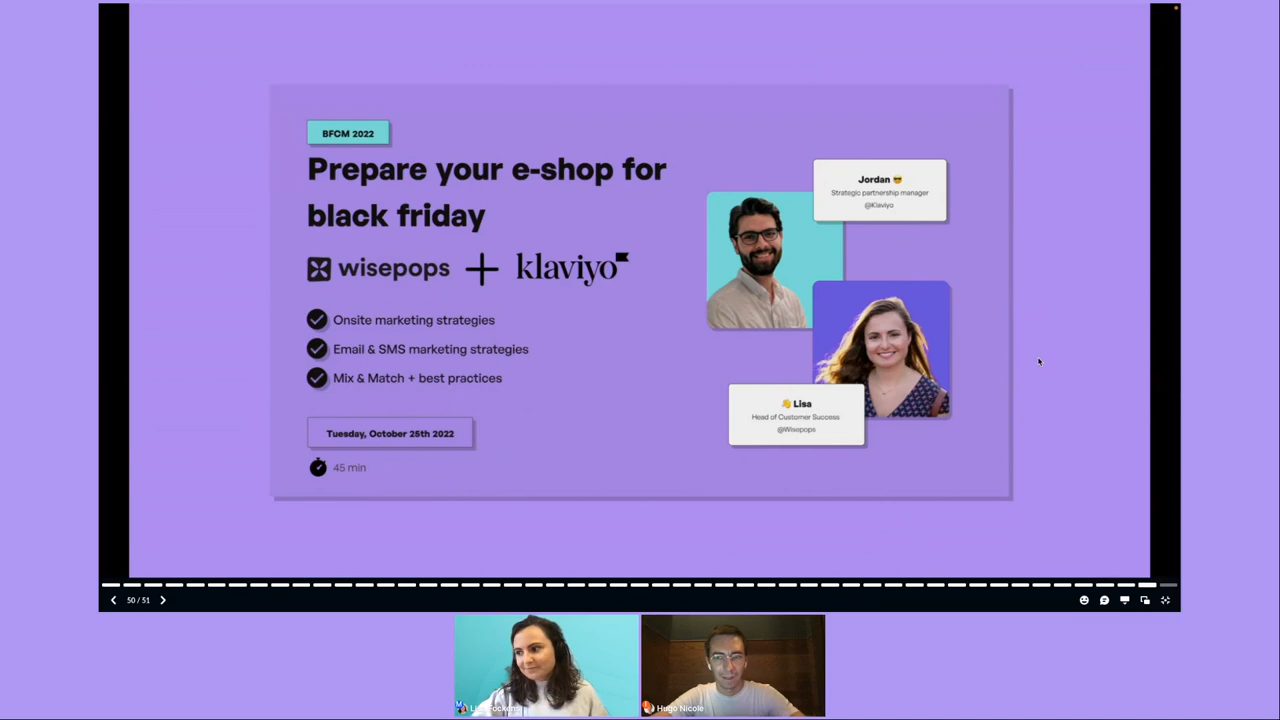 BFCM 2022
Prepare your e-shop for
black friday
wisepops + klaviyo
Onsite marketing strategies
Email & SMS marketing strategies
Mix & Match + best practices
Tuesday, October 25th 2022
45 min
Jordan 😎
Strategic partnership manager
@Klaviyo
👋 Lisa
Head of Customer Success
@Wisepops
50 / 51
Hugo Nicole